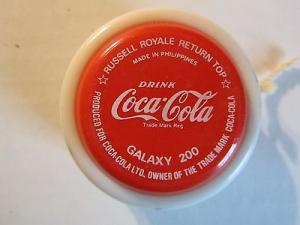 ☆ RUSSELL ROYALE RETURN TOP ☆
MADE IN PHILIPPINES
DRINK
Coca-Cola
Trade Mark Reg
GALAXY 200
PRODUCED FOR COCA-COLA LTD, OWNER OF THE TRADE MARK COCA-COLA